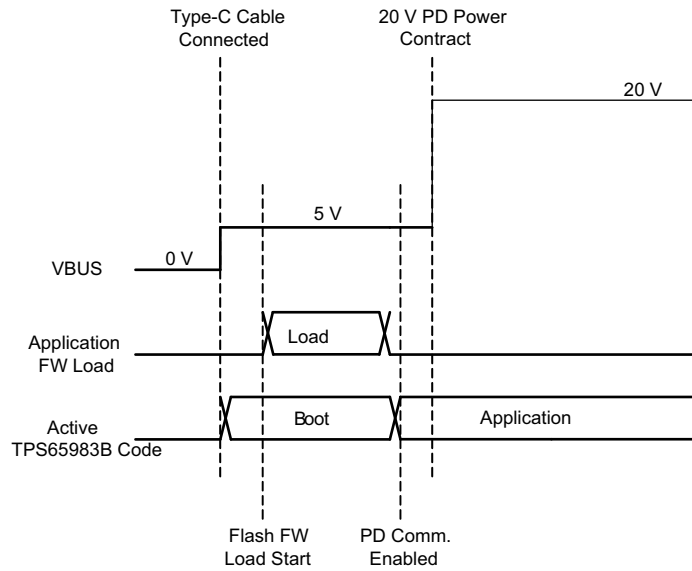 Type-C Cable
Connected
20 V PD Power
Contract
20 V
5 V
0 V
VBUS
Load
Application
FW Load
Boot
Application
Active
TPS65983B Code
Flash FW
Load Start
PD Comm.
Enabled